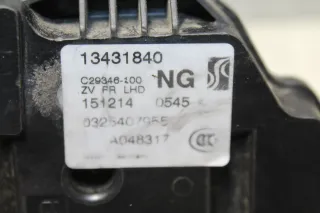 13431840
C29346-100 NG
ZV FR LHD
151214 0545
0325407955
A048317